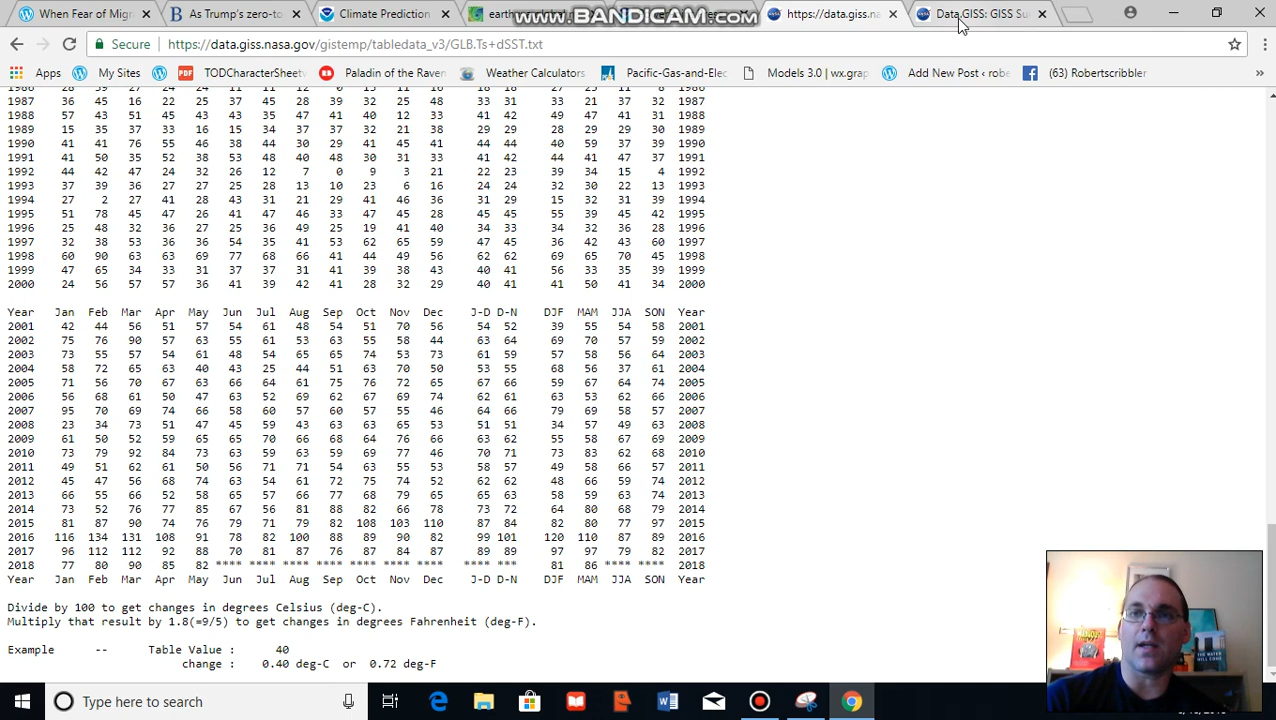 When Fear of Migr
As Trump's zero-to
Climate Prediction
earth
www.BANDICAM.com
https://data.giss.na
Data.GISS: GISS Su
Secure https://data.giss.nasa.gov/gistemp/tabledata_v3/GLB.Ts+dSST.txt
Apps My Sites TODCharacterSheet Paladin of the Raven Weather Calculators Pacific-Gas-and-Elec Models 3.0 | wx.grap Add New Post ‹ robe (63) Robertscribbler »
1986 28 39 27 24 24 11 11 12 0 13 11 16 18 18 27 25 11 8 1986
1987 36 45 16 22 25 37 45 28 39 32 25 48 33 31 33 21 37 32 1987
1988 57 43 51 45 43 43 35 47 41 40 12 33 41 42 49 47 41 31 1988
1989 15 35 37 33 16 15 34 37 37 32 21 38 29 29 28 29 29 30 1989
1990 41 41 76 55 46 38 44 30 29 41 45 41 44 44 40 59 37 39 1990
1991 41 50 35 52 38 53 48 40 48 30 31 33 41 42 44 41 47 37 1991
1992 44 42 47 24 32 26 12 7 0 9 3 21 22 23 39 34 15 4 1992
1993 37 39 36 27 27 25 28 13 10 23 6 16 24 24 32 30 22 13 1993
1994 27 2 27 41 28 43 31 21 29 41 46 36 31 29 15 32 31 39 1994
1995 51 78 45 47 26 41 47 46 33 47 45 28 45 45 55 39 45 42 1995
1996 25 48 32 36 27 25 36 49 25 19 41 40 34 33 34 32 36 28 1996
1997 32 38 53 36 36 54 35 41 53 62 65 59 47 45 36 42 43 60 1997
1998 60 90 63 63 69 77 68 66 41 44 49 56 62 62 69 65 70 45 1998
1999 47 65 34 33 31 37 37 31 41 39 38 43 40 41 56 33 35 39 1999
2000 24 56 57 57 36 41 39 42 41 28 32 29 40 41 41 50 41 34 2000
Year Jan Feb Mar Apr May Jun Jul Aug Sep Oct Nov Dec J-D D-N DJF MAM JJA SON Year
2001 42 44 56 51 57 54 61 48 54 51 70 56 54 52 39 55 54 58 2001
2002 75 76 90 57 63 55 61 53 63 55 58 44 63 64 69 70 57 59 2002
2003 73 55 57 54 61 48 54 65 65 74 53 73 61 59 57 58 56 64 2003
2004 58 72 65 63 40 43 25 44 51 63 70 50 53 55 68 56 37 61 2004
2005 71 56 70 67 63 66 64 61 75 76 72 65 67 66 59 67 64 74 2005
2006 56 68 61 50 47 63 52 69 62 67 69 74 62 61 63 53 62 66 2006
2007 95 70 69 74 66 58 60 57 60 57 55 46 64 66 79 69 58 57 2007
2008 23 34 73 51 47 45 59 43 63 63 65 53 51 51 34 57 49 63 2008
2009 61 50 52 59 65 65 70 66 68 64 76 66 63 62 55 58 67 69 2009
2010 73 79 92 84 73 63 59 63 59 69 77 46 70 71 73 83 62 68 2010
2011 49 51 62 61 50 56 71 71 54 63 55 53 58 57 49 58 66 57 2011
2012 45 47 56 68 74 63 54 61 72 75 74 52 62 62 48 66 59 74 2012
2013 66 55 66 52 58 65 57 66 77 68 79 65 65 63 58 59 63 74 2013
2014 73 52 76 77 85 67 56 81 88 82 66 78 73 72 64 80 68 79 2014
2015 81 87 90 74 76 79 71 79 82 108 103 110 87 84 82 80 77 97 2015
2016 116 134 131 108 91 78 82 100 88 89 90 82 99 101 120 110 87 89 2016
2017 96 112 112 92 88 70 81 87 76 87 84 87 89 89 97 97 79 82 2017
2018 77 80 90 85 82 **** **** **** **** **** **** **** **** *** 81 86 **** **** 2018
Year Jan Feb Mar Apr May Jun Jul Aug Sep Oct Nov Dec J-D D-N DJF MAM JJA SON Year
Divide by 100 to get changes in degrees Celsius (deg-C).
Multiply that result by 1.8(=9/5) to get changes in degrees Fahrenheit (deg-F).
Example -- Table Value : 40
change : 0.40 deg-C or 0.72 deg-F
Type here to search